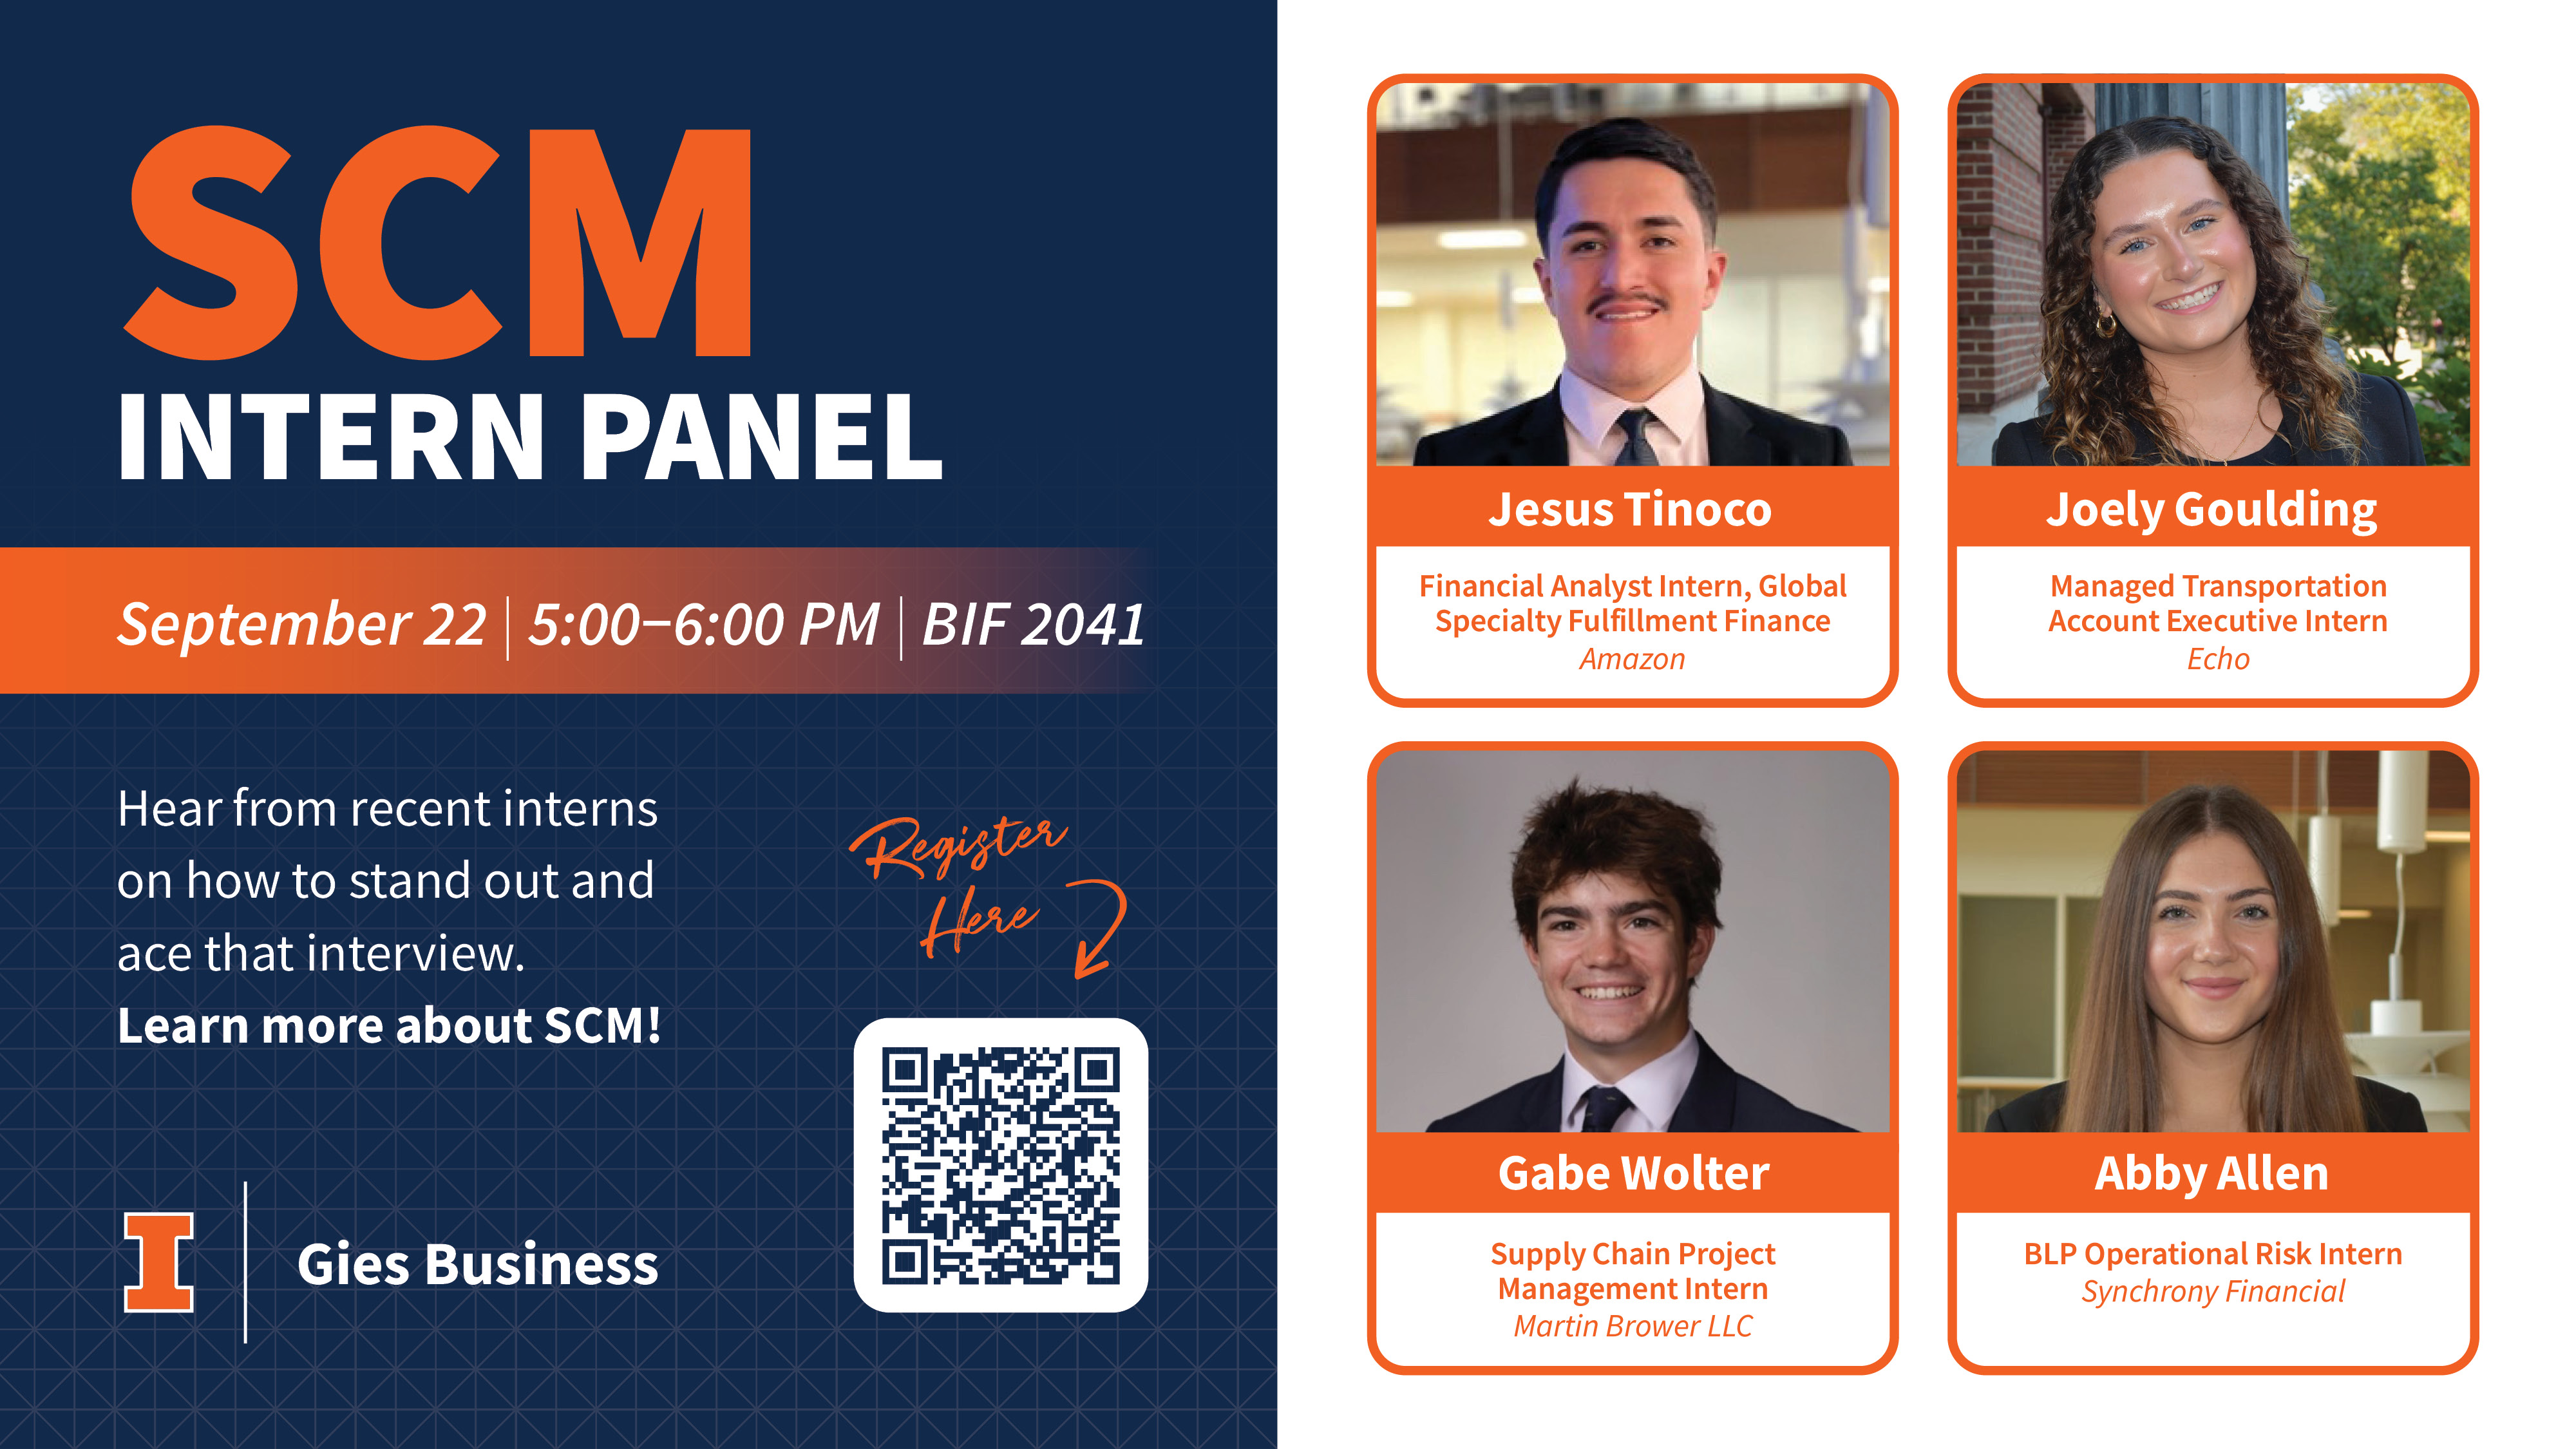 SCM
INTERN PANEL
September 22 | 5:00–6:00 PM | BIF 2041
Hear from recent interns
on how to stand out and
ace that interview.
Learn more about SCM!
Register
Here
I
Gies Business
Jesus Tinoco
Financial Analyst Intern, Global
Specialty Fulfillment Finance
Amazon
Joely Goulding
Managed Transportation
Account Executive Intern
Echo
Gabe Wolter
Supply Chain Project
Management Intern
Martin Brower LLC
Abby Allen
BLP Operational Risk Intern
Synchrony Financial